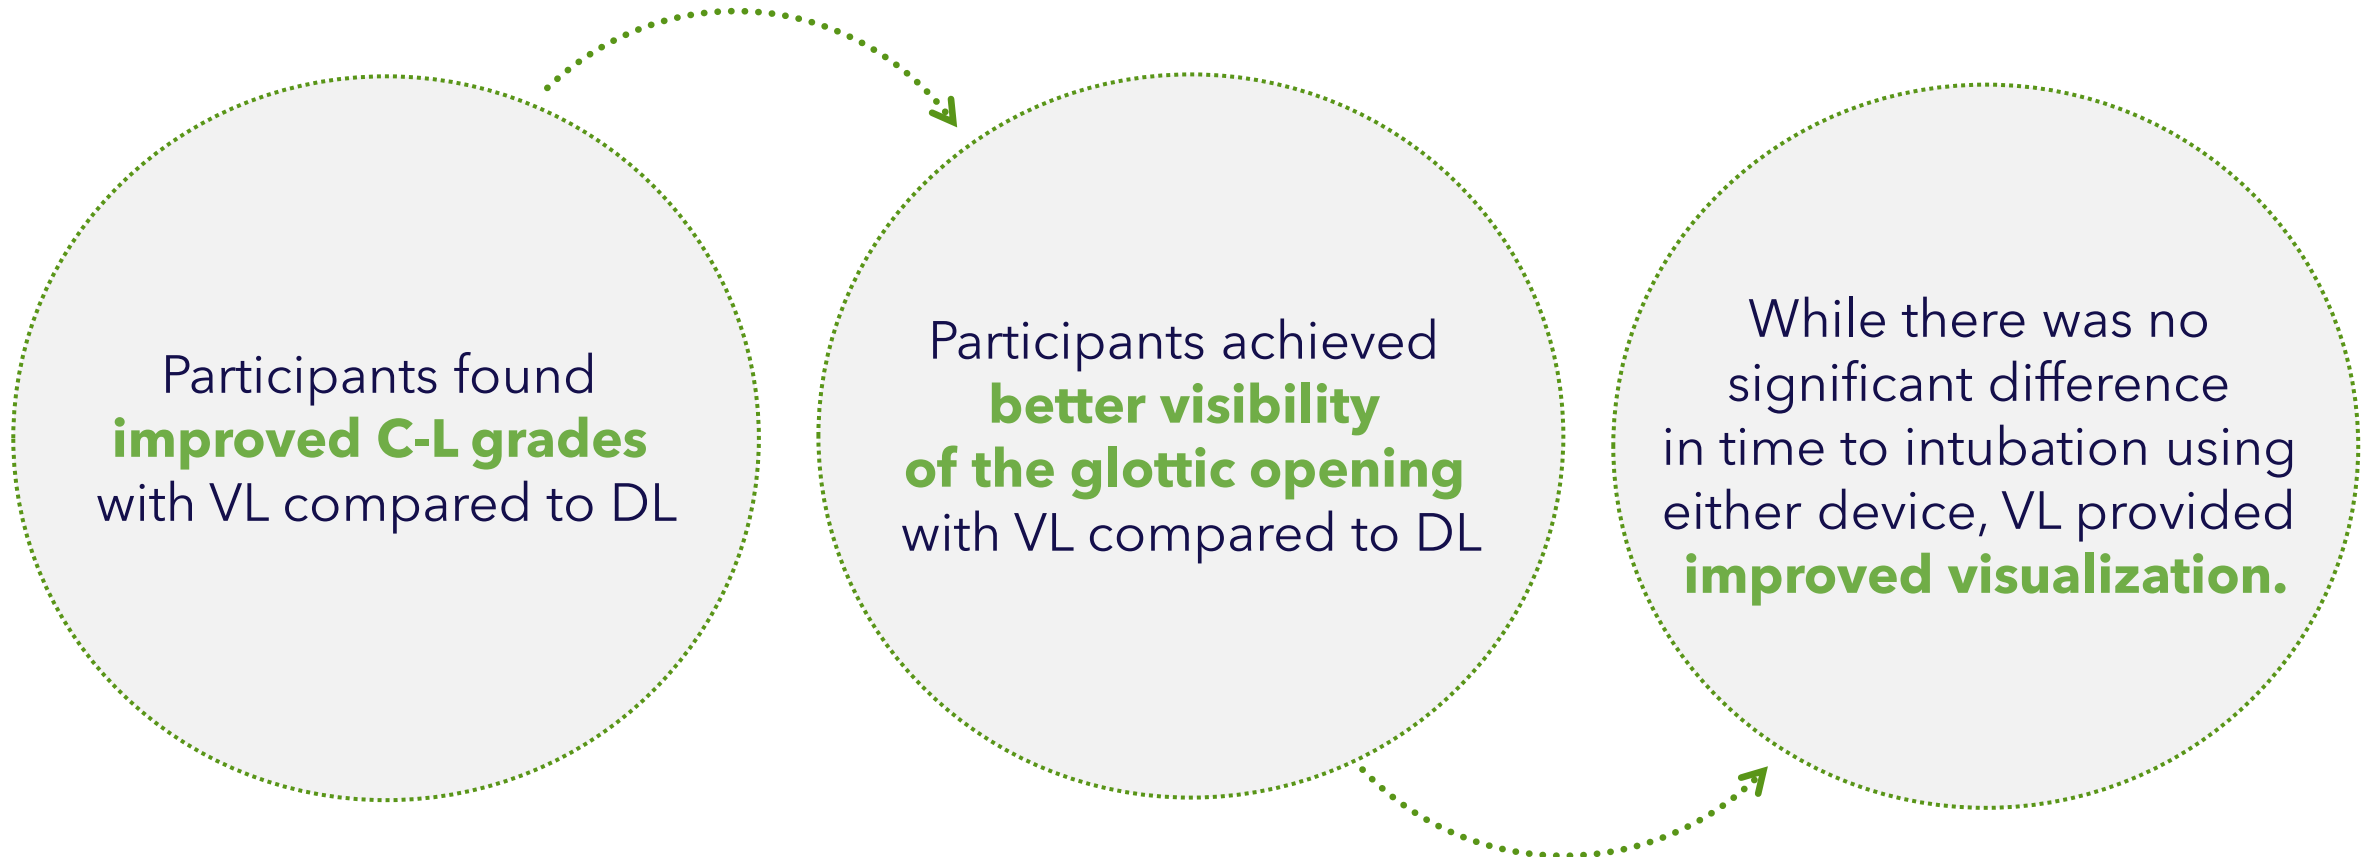 Participants found
improved C-L grades
with VL compared to DL
Participants achieved
better visibility
of the glottic opening
with VL compared to DL
While there was no
significant difference
in time to intubation using
either device, VL provided
improved visualization.